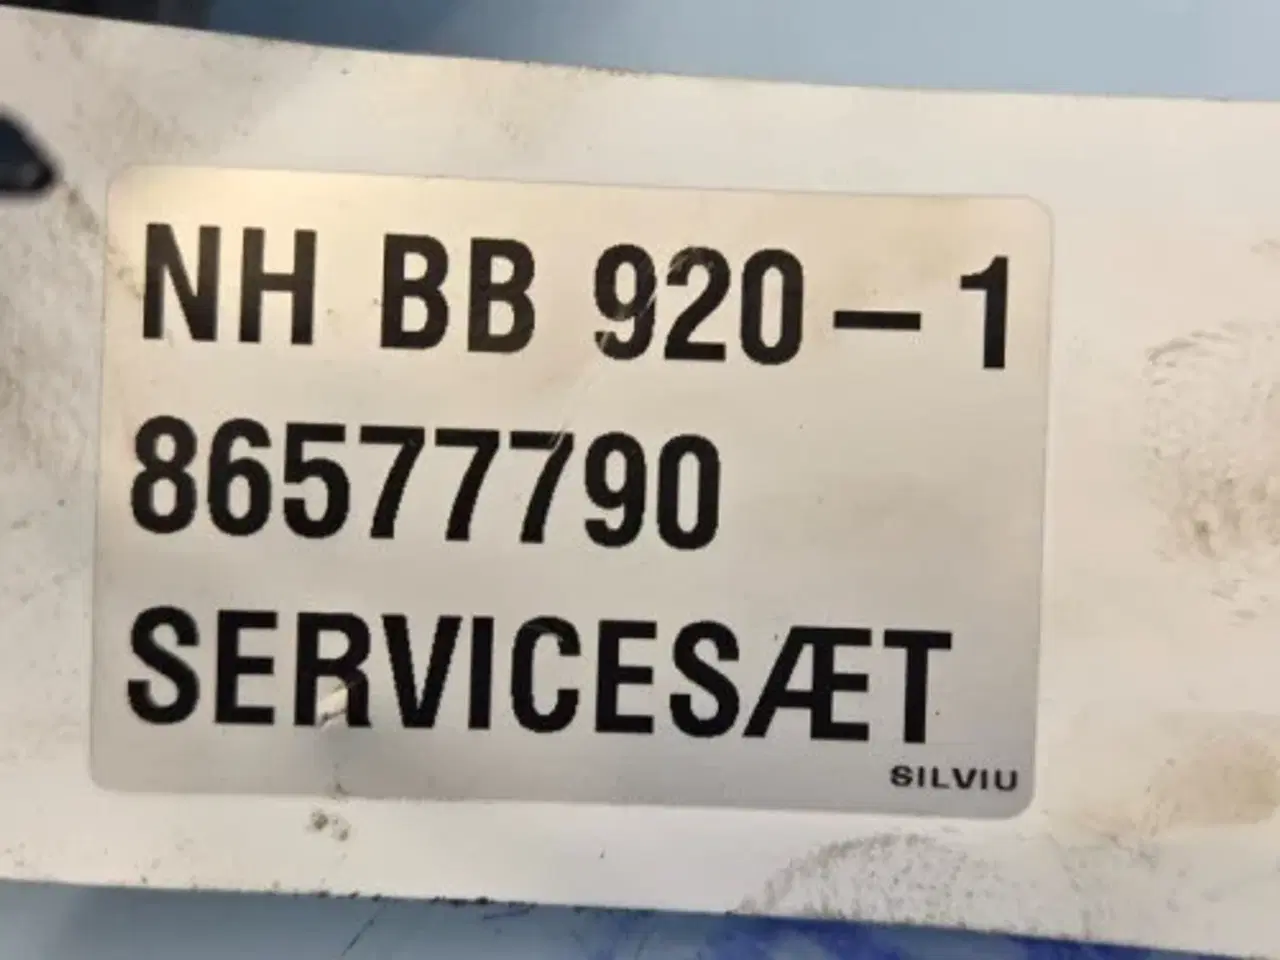 NH BB 920-1
86577790
SERVICESÆT
SILVIU